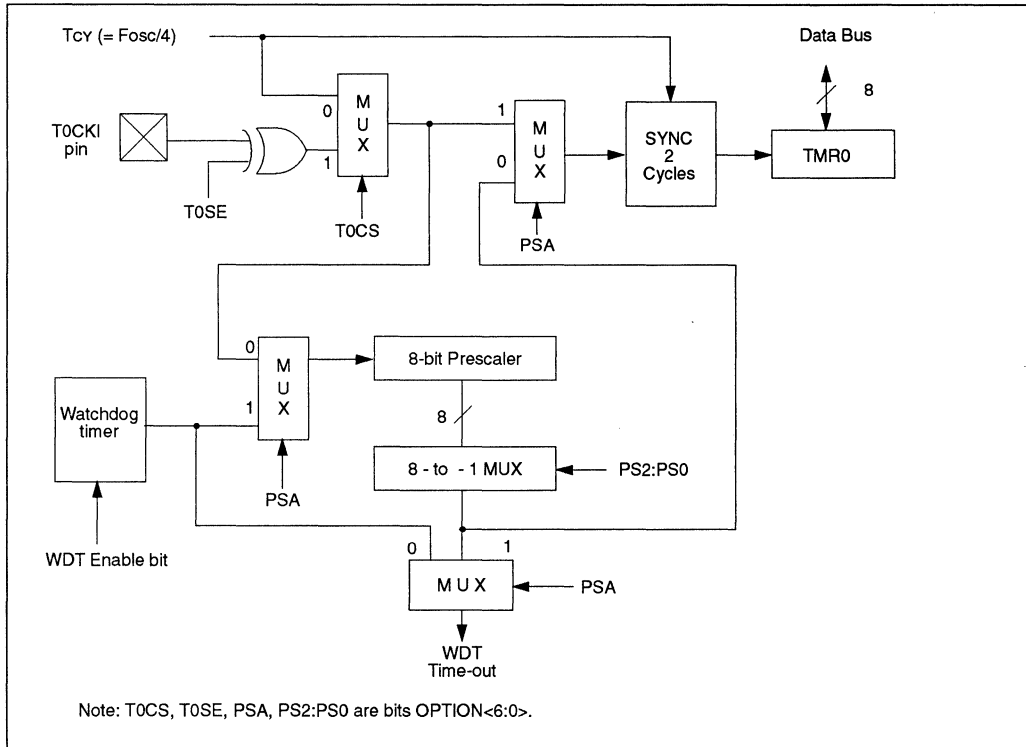 TCY (= Fosc/4)
Data Bus
8
T0CKI
pin
0
1
M
U
X
T0SE
T0CS
1
0
M
U
X
PSA
SYNC
2
Cycles
TMR0
0
1
M
U
X
PSA
8-bit Prescaler
8
8 - to - 1 MUX
PS2:PS0
Watchdog
timer
WDT Enable bit
0
1
M U X
PSA
WDT
Time-out
Note: T0CS, T0SE, PSA, PS2:PS0 are bits OPTION<6:0>.